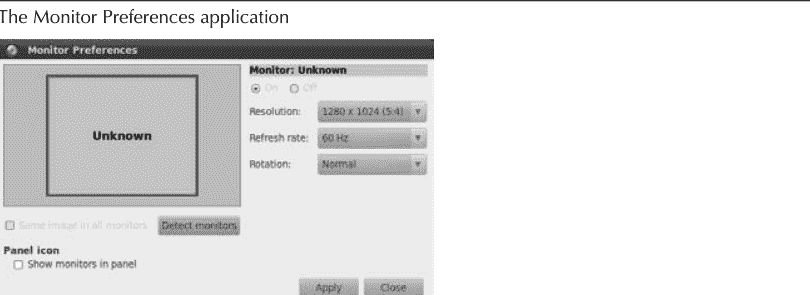 The Monitor Preferences application
Monitor Preferences
Monitor: Unknown
On Off
Unknown
Resolution: 1280 x 1024 (5:4)
Refresh rate: 60 Hz
Rotation: Normal
Same image in all monitors Detect monitors
Panel icon
Show monitors in panel
Apply Close